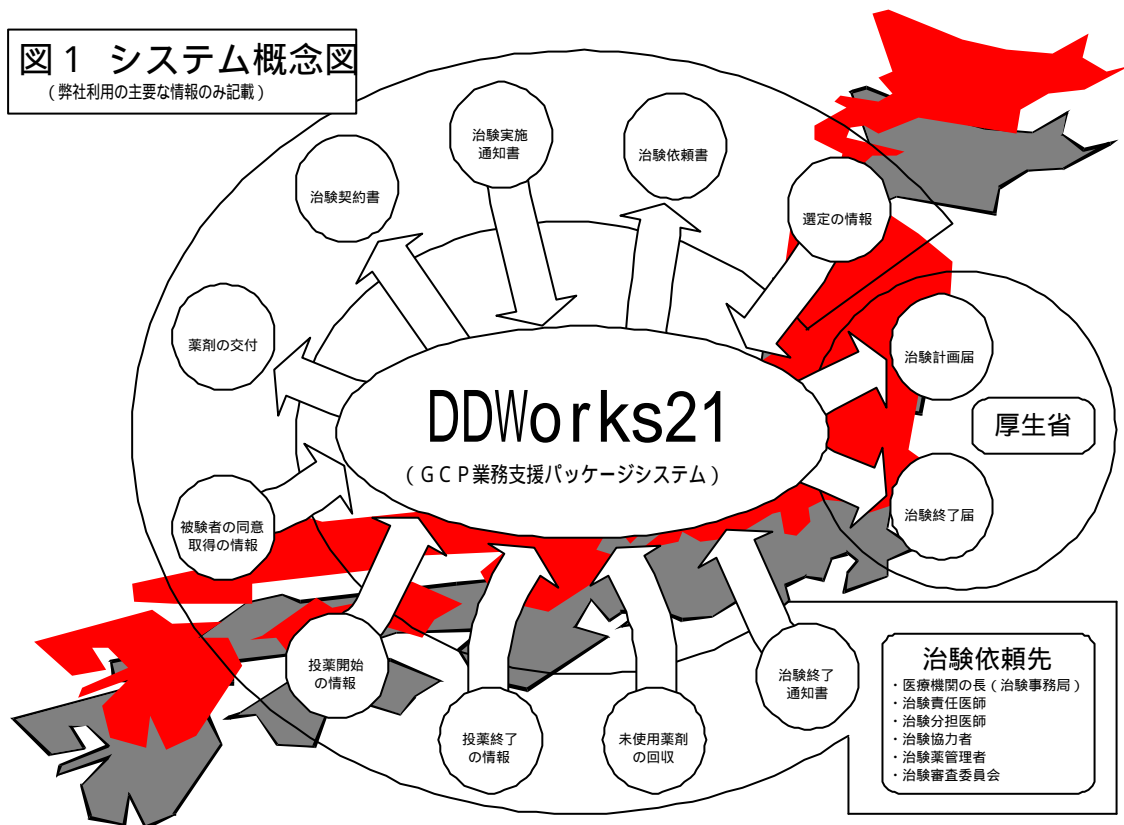 図１ システム概念図
（弊社利用の主要な情報のみ記載）
治験実施
通知書
治験依頼書
治験契約書
選定の情報
薬剤の交付
治験計画届
DDWorks21
（ＧＣＰ業務支援パッケージシステム）
厚生省
被験者の同意
取得の情報
治験終了届
投薬開始
の情報
投薬終了
の情報
未使用薬剤
の回収
治験終了
通知書
治験依頼先
・医療機関の長（治験事務局）
・治験責任医師
・治験分担医師
・治験協力者
・治験薬管理者
・治験審査委員会